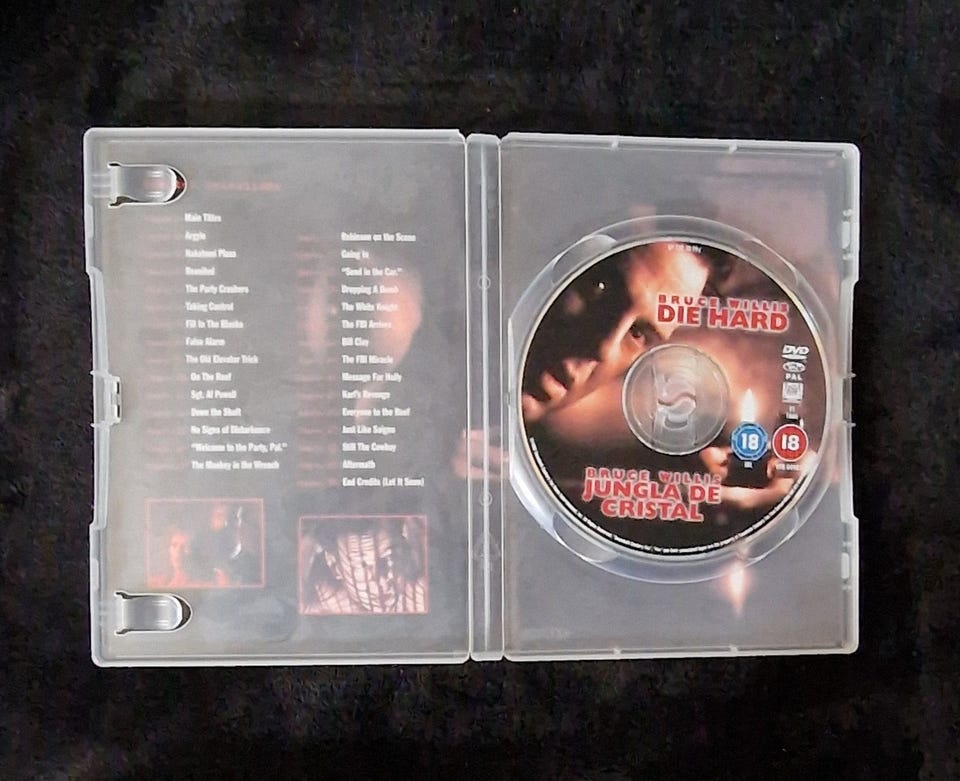 Main Titles
Argyle
Nakatomi Plaza
Reunited
The Party Crashers
Taking Control
Fill In The Blanks
False Alarm
The Old Elevator Trick
On The Roof
Sgt. Al Powell
Down the Shaft
No Signs of Disturbance
"Welcome to the Party, Pal."
The Monkey in the Wrench
Robinson on the Scene
Going In
"Send in the Car."
Dropping A Bomb
The White Knight
The FBI Arrives
Bill Clay
The FBI Miracle
Message For Holly
Karl's Revenge
Everyone to the Roof
Just Like Saigon
Still The Cowboy
Aftermath
End Credits (Let It Snow)
BRUCE WILLIS
DIE HARD
DVD
PAL
18
18
BRUCE WILLIS
JUNGLA DE
CRISTAL